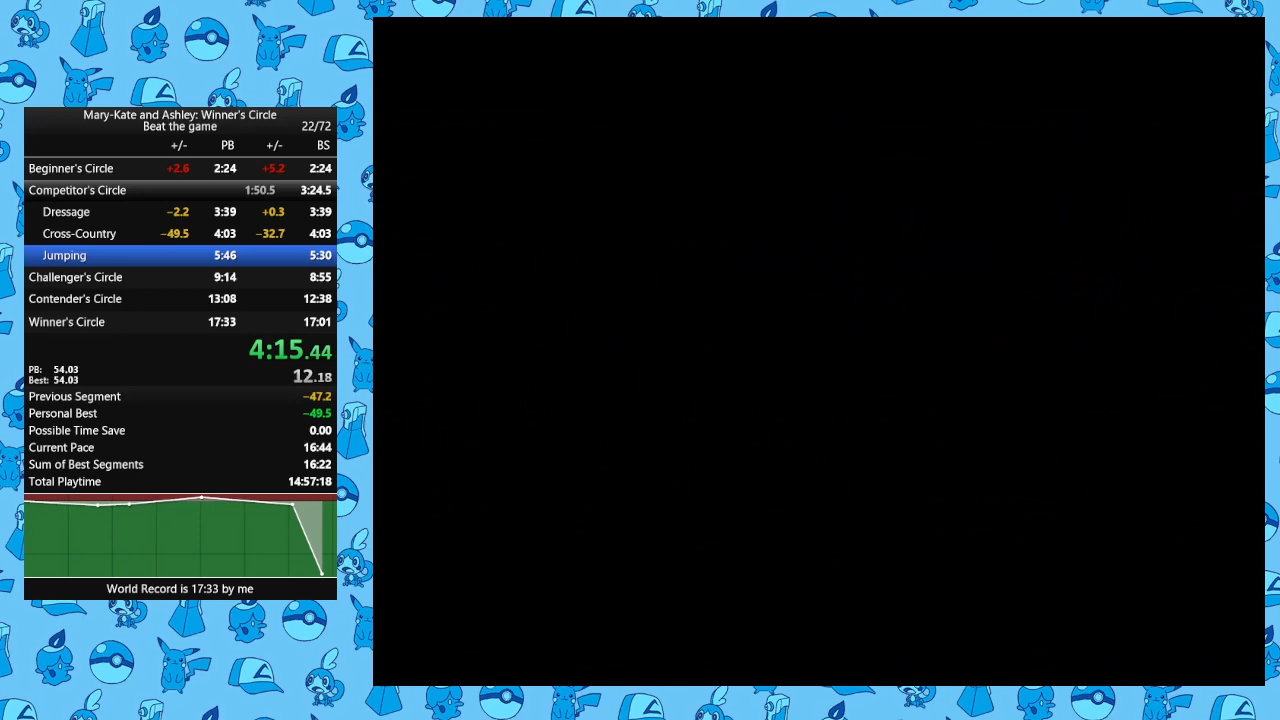 Mary-Kate and Ashley: Winner's Circle
Beat the game 22/72
+/- PB +/- BS
Beginner's Circle +2.6 2:24 +5.2 2:24
Competitor's Circle 1:50.5 3:24.5
Dressage −2.2 3:39 +0.3 3:39
Cross-Country −49.5 4:03 −32.7 4:03
Jumping 5:46 5:30
Challenger's Circle 9:14 8:55
Contender's Circle 13:08 12:38
Winner's Circle 17:33 17:01
4:15.44
PB: 54.03
Best: 54.03
12.18
Previous Segment −47.2
Personal Best −49.5
Possible Time Save 0.00
Current Pace 16:44
Sum of Best Segments 16:22
Total Playtime 14:57:18
World Record is 17:33 by me